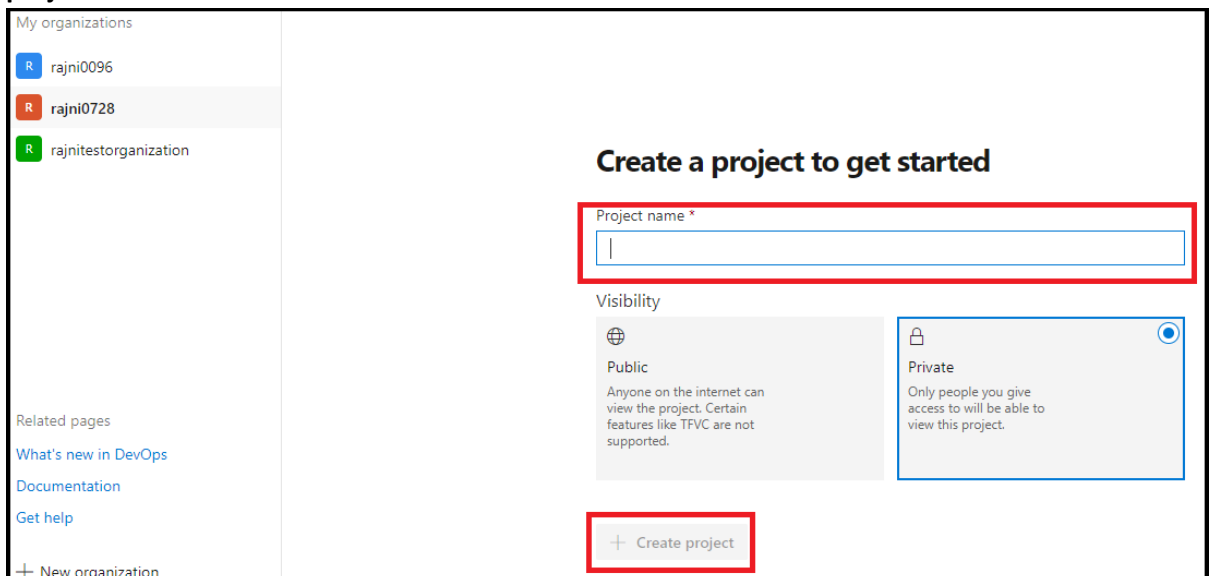 My organizations
R rajni0096
R rajni0728
R rajnitestorganization
Related pages
What's new in DevOps
Documentation
Get help
+ New organization
Create a project to get started
Project name *
Visibility
Public
Anyone on the internet can
view the project. Certain
features like TFVC are not
supported.
Private
Only people you give
access to will be able to
view this project.
+ Create project